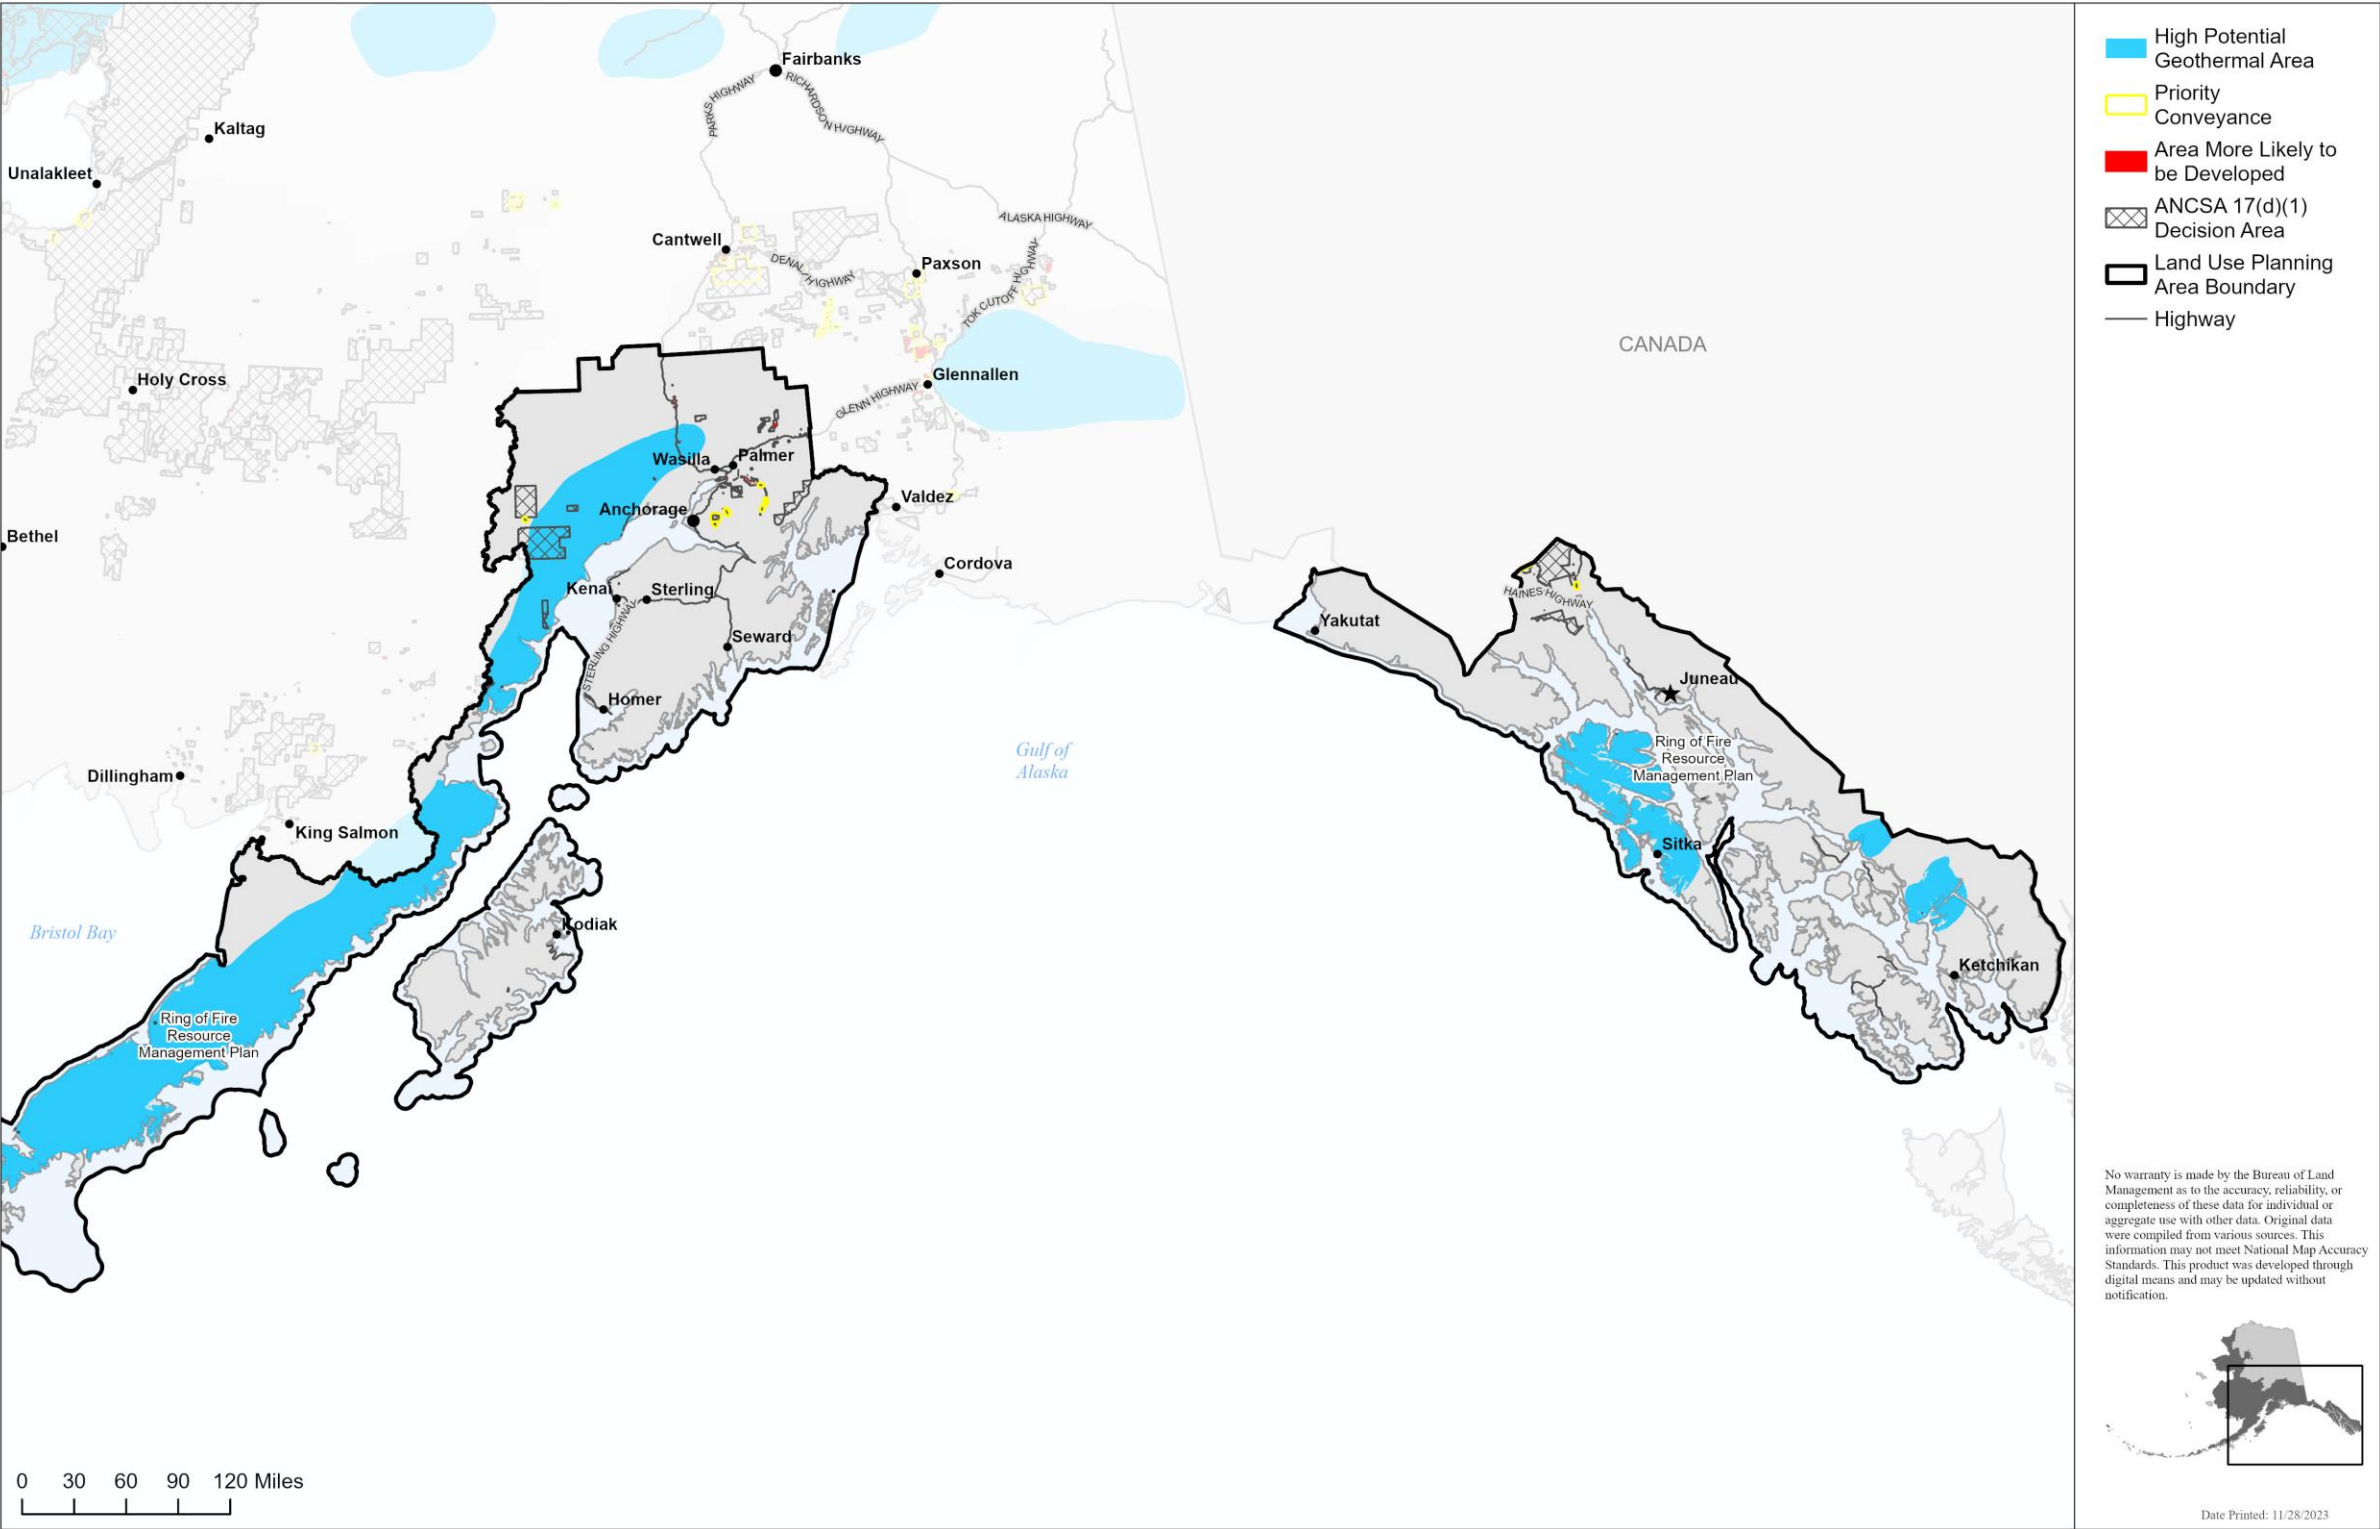 Fairbanks
PARKS HIGHWAY
RICHARDSON HIGHWAY
Kaltag
Unalakleet
ALASKA HIGHWAY
Cantwell
DENALI HIGHWAY
Paxson
TOK CUTOFF HIGHWAY
CANADA
Holy Cross
Glennallen
GLENN HIGHWAY
Wasilla
Palmer
Anchorage
Valdez
Bethel
Cordova
Kenai
Sterling
STERLING HIGHWAY
Seward
Homer
HAINES HIGHWAY
Yakutat
Juneau
Gulf of
Alaska
Ring of Fire
Resource
Management Plan
Dillingham
King Salmon
Sitka
Kodiak
Bristol Bay
Ketchikan
Ring of Fire
Resource
Management Plan
0 30 60 90 120 Miles
High Potential
Geothermal Area
Priority
Conveyance
Area More Likely to
be Developed
ANCSA 17(d)(1)
Decision Area
Land Use Planning
Area Boundary
Highway
No warranty is made by the Bureau of Land
Management as to the accuracy, reliability, or
completeness of these data for individual or
aggregate use with other data. Original data
were compiled from various sources. This
information may not meet National Map Accuracy
Standards. This product was developed through
digital means and may be updated without
notification.
Date Printed: 11/28/2023